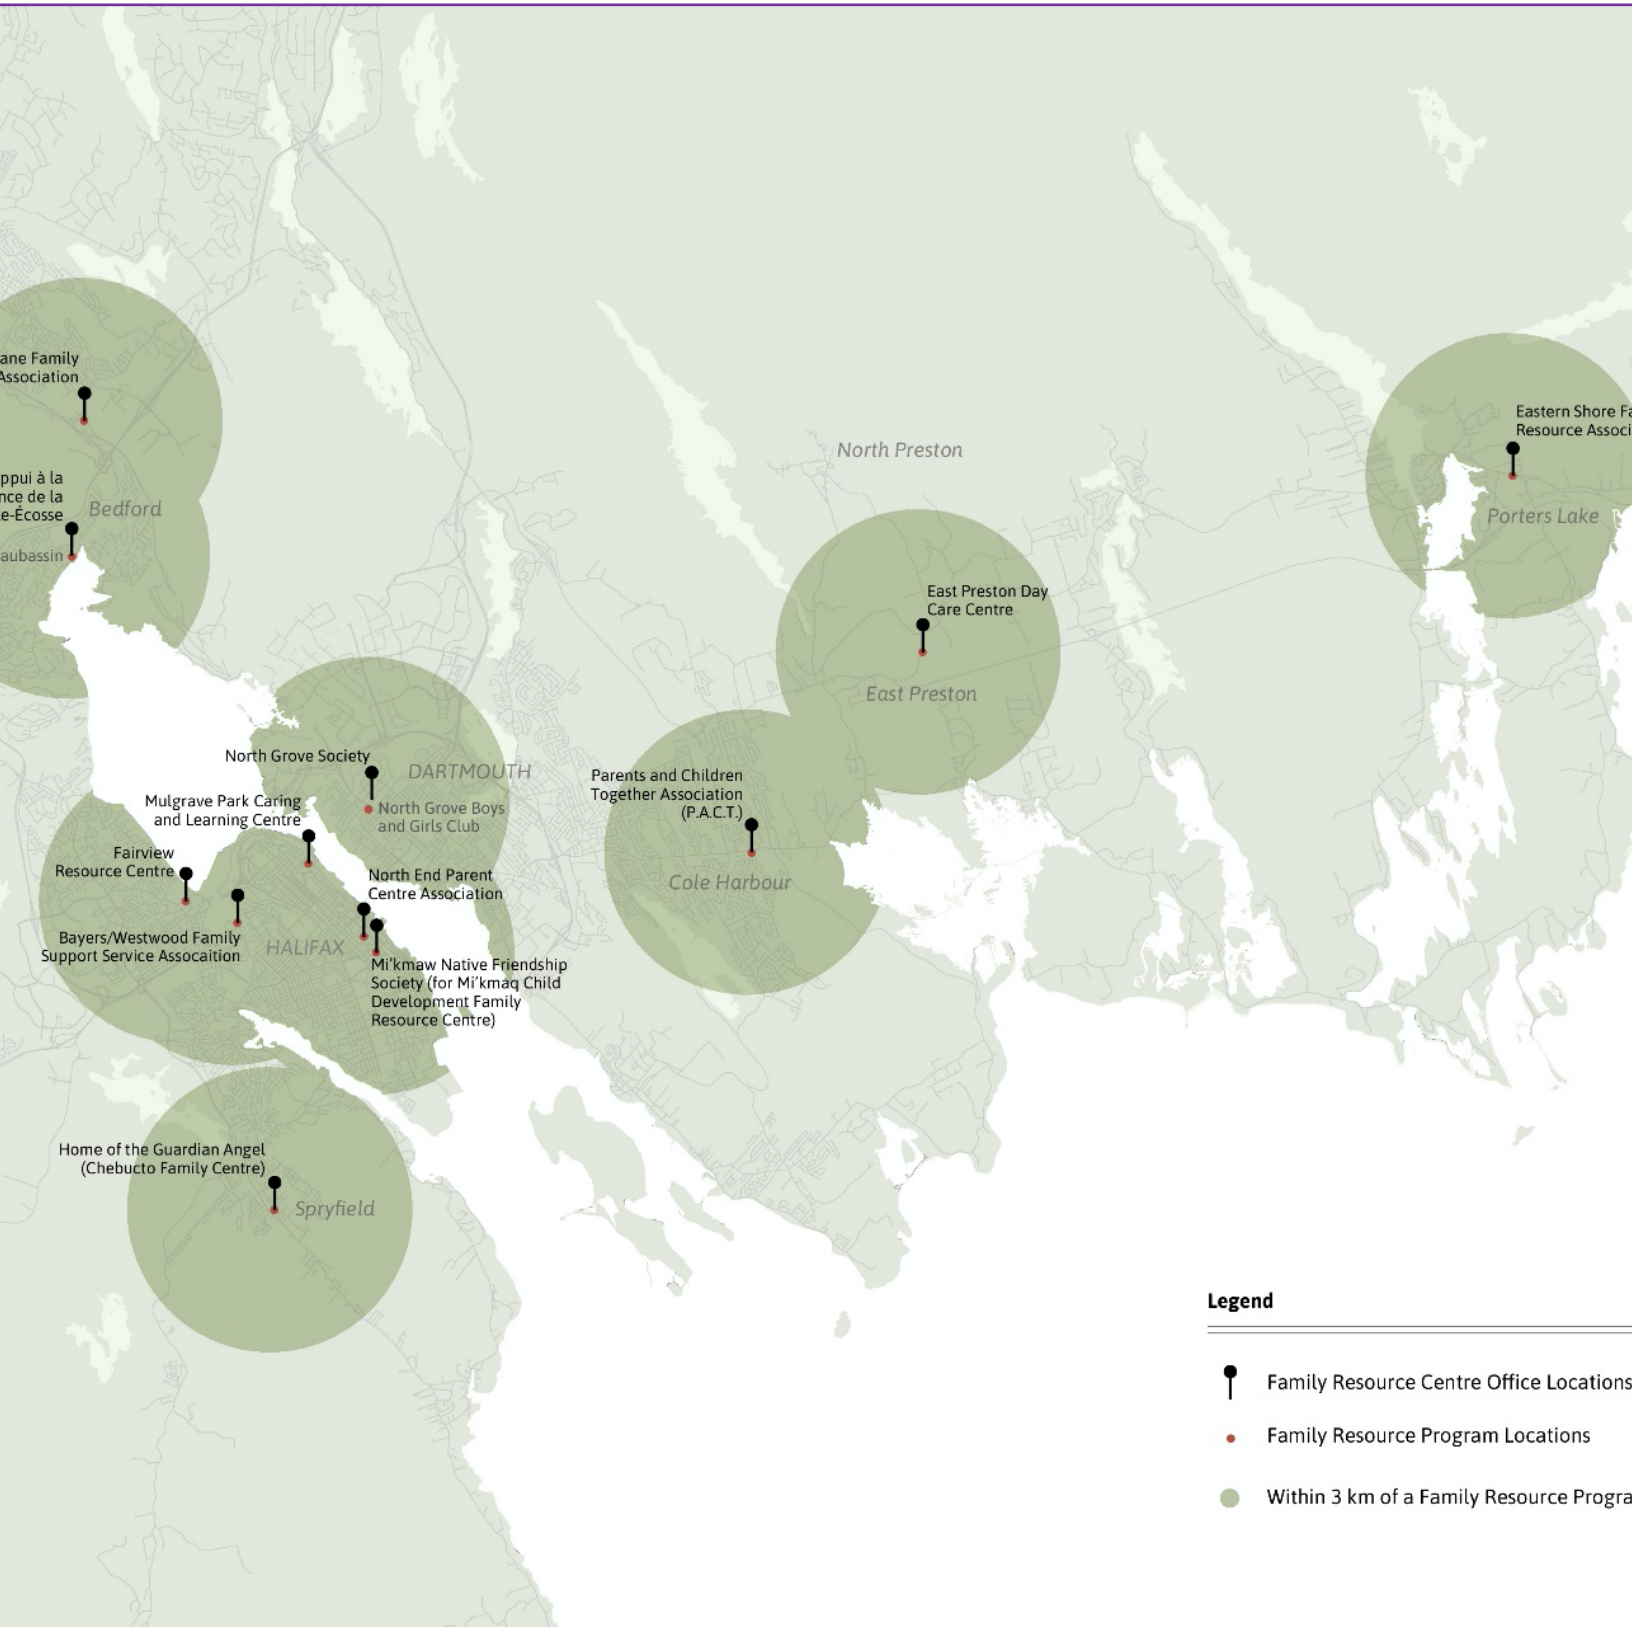 ane Family
Association
ppui à la
nce de la
e-Écosse
aubassin
Bedford
North Preston
Eastern Shore Fa
Resource Associ
Porters Lake
East Preston Day
Care Centre
East Preston
North Grove Society
DARTMOUTH
North Grove Boys
and Girls Club
Mulgrave Park Caring
and Learning Centre
Parents and Children
Together Association
(P.A.C.T.)
Cole Harbour
Fairview
Resource Centre
North End Parent
Centre Association
Bayers/Westwood Family
Support Service Assocaition
HALIFAX
Mi'kmaw Native Friendship
Society (for Mi'kmaq Child
Development Family
Resource Centre)
Home of the Guardian Angel
(Chebucto Family Centre)
Spryfield
Legend
Family Resource Centre Office Locations
Family Resource Program Locations
Within 3 km of a Family Resource Progra